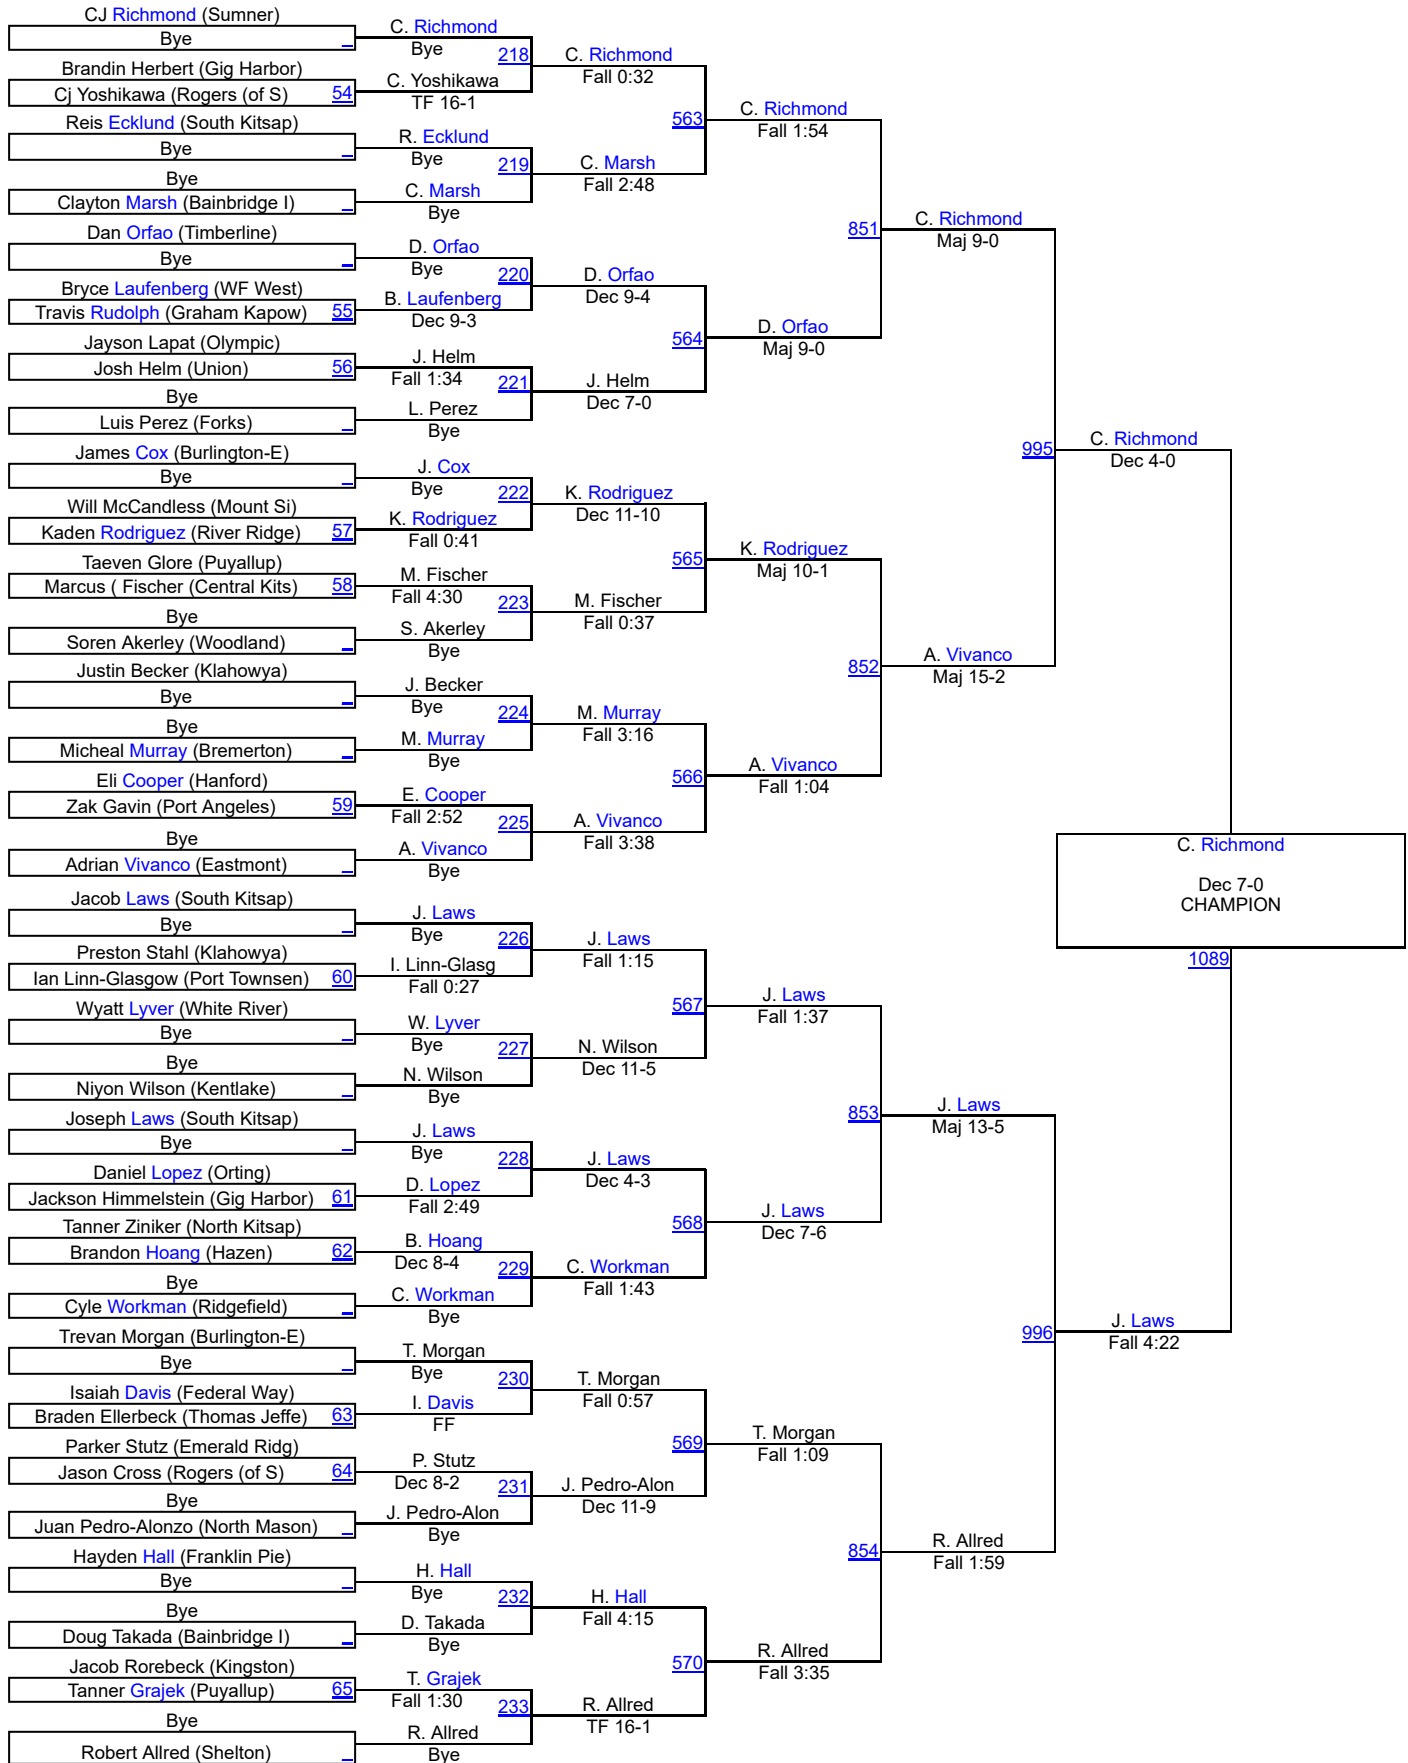 CJ Richmond (Sumner)
Bye
Brandin Herbert (Gig Harbor)
Cj Yoshikawa (Rogers (of S) 54
Reis Ecklund (South Kitsap)
Bye
Bye
Clayton Marsh (Bainbridge I)
Dan Orfao (Timberline)
Bye
Bryce Laufenberg (WF West)
Travis Rudolph (Graham Kapow) 55
Jayson Lapat (Olympic)
Josh Helm (Union) 56
Bye
Luis Perez (Forks)
James Cox (Burlington-E)
Bye
Will McCandless (Mount Si)
Kaden Rodriguez (River Ridge) 57
Taeven Glore (Puyallup)
Marcus ( Fischer (Central Kits) 58
Bye
Soren Akerley (Woodland)
Justin Becker (Klahowya)
Bye
Bye
Micheal Murray (Bremerton)
Eli Cooper (Hanford)
Zak Gavin (Port Angeles) 59
Bye
Adrian Vivanco (Eastmont)
Jacob Laws (South Kitsap)
Bye
Preston Stahl (Klahowya)
Ian Linn-Glasgow (Port Townsen) 60
Wyatt Lyver (White River)
Bye
Bye
Niyon Wilson (Kentlake)
Joseph Laws (South Kitsap)
Bye
Daniel Lopez (Orting)
Jackson Himmelstein (Gig Harbor) 61
Tanner Ziniker (North Kitsap)
Brandon Hoang (Hazen) 62
Bye
Cyle Workman (Ridgefield)
Trevan Morgan (Burlington-E)
Bye
Isaiah Davis (Federal Way)
Braden Ellerbeck (Thomas Jeffe) 63
Parker Stutz (Emerald Ridg)
Jason Cross (Rogers (of S) 64
Bye
Juan Pedro-Alonzo (North Mason)
Hayden Hall (Franklin Pie)
Bye
Bye
Doug Takada (Bainbridge I)
Jacob Rorebeck (Kingston)
Tanner Grajek (Puyallup) 65
Bye
Robert Allred (Shelton)
C. Richmond
Bye
218
C. Yoshikawa
TF 16-1
R. Ecklund
Bye
219
C. Marsh
Bye
D. Orfao
Bye
220
B. Laufenberg
Dec 9-3
J. Helm
Fall 1:34
221
L. Perez
Bye
J. Cox
Bye
222
K. Rodriguez
Fall 0:41
M. Fischer
Fall 4:30
223
S. Akerley
Bye
J. Becker
Bye
224
M. Murray
Bye
E. Cooper
Fall 2:52
225
A. Vivanco
Bye
J. Laws
Bye
226
I. Linn-Glasg
Fall 0:27
W. Lyver
Bye
227
N. Wilson
Bye
J. Laws
Bye
228
D. Lopez
Fall 2:49
B. Hoang
Dec 8-4
229
C. Workman
Bye
T. Morgan
Bye
230
I. Davis
FF
P. Stutz
Dec 8-2
231
J. Pedro-Alon
Bye
H. Hall
Bye
232
D. Takada
Bye
T. Grajek
Fall 1:30
233
R. Allred
Bye
C. Richmond
Fall 0:32
563
C. Marsh
Fall 2:48
D. Orfao
Dec 9-4
564
J. Helm
Dec 7-0
K. Rodriguez
Dec 11-10
565
M. Fischer
Fall 0:37
M. Murray
Fall 3:16
566
A. Vivanco
Fall 3:38
J. Laws
Fall 1:15
567
N. Wilson
Dec 11-5
J. Laws
Dec 4-3
568
C. Workman
Fall 1:43
T. Morgan
Fall 0:57
569
J. Pedro-Alon
Dec 11-9
H. Hall
Fall 4:15
570
R. Allred
TF 16-1
C. Richmond
Fall 1:54
851
D. Orfao
Maj 9-0
K. Rodriguez
Maj 10-1
852
A. Vivanco
Fall 1:04
J. Laws
Fall 1:37
853
J. Laws
Dec 7-6
T. Morgan
Fall 1:09
854
R. Allred
Fall 3:35
C. Richmond
Maj 9-0
995
A. Vivanco
Maj 15-2
J. Laws
Maj 13-5
996
R. Allred
Fall 1:59
C. Richmond
Dec 4-0
J. Laws
Fall 4:22
C. Richmond
Dec 7-0
CHAMPION
1089